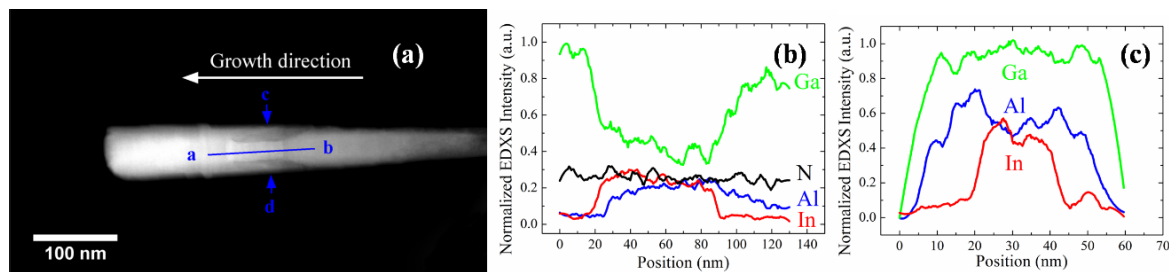 Growth direction
(a)
c
a
b
d
100 nm
(b)
Normalized EDXS Intensity (a.u.)
1.0
0.8
0.6
0.4
0.2
0.0
Ga
N
Al
In
0 20 40 60 80 100 120 140
Position (nm)
(c)
Normalized EDXS Intensity (a.u.)
1.0
0.8
0.6
0.4
0.2
0.0
Ga
Al
In
0 10 20 30 40 50 60 70
Position (nm)